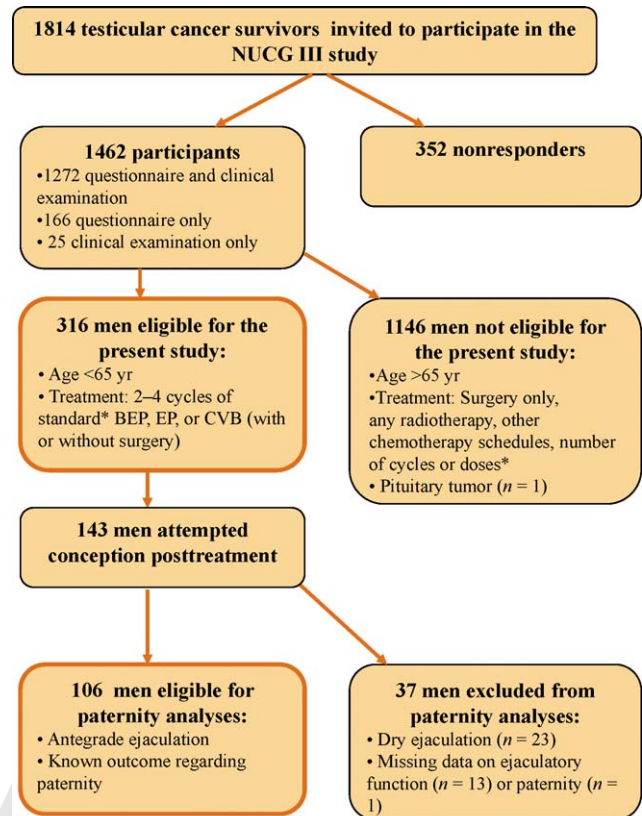 1814 testicular cancer survivors invited to participate in the
NUCG III study
1462 participants
•1272 questionnaire and clinical
examination
•166 questionnaire only
• 25 clinical examination only
352 nonresponders
316 men eligible for the
present study:
• Age <65 yr
• Treatment: 2–4 cycles of
standard* BEP, EP, or CVB (with
or without surgery)
1146 men not eligible for
the present study:
•Age >65 yr
•Treatment: Surgery only,
any radiotherapy, other
chemotherapy schedules, number
of cycles or doses*
• Pituitary tumor (n = 1)
143 men attempted
conception posttreatment
106 men eligible for
paternity analyses:
• Antegrade ejaculation
• Known outcome regarding
paternity
37 men excluded from
paternity analyses:
• Dry ejaculation (n = 23)
• Missing data on ejaculatory
function (n = 13) or paternity (n =
1)